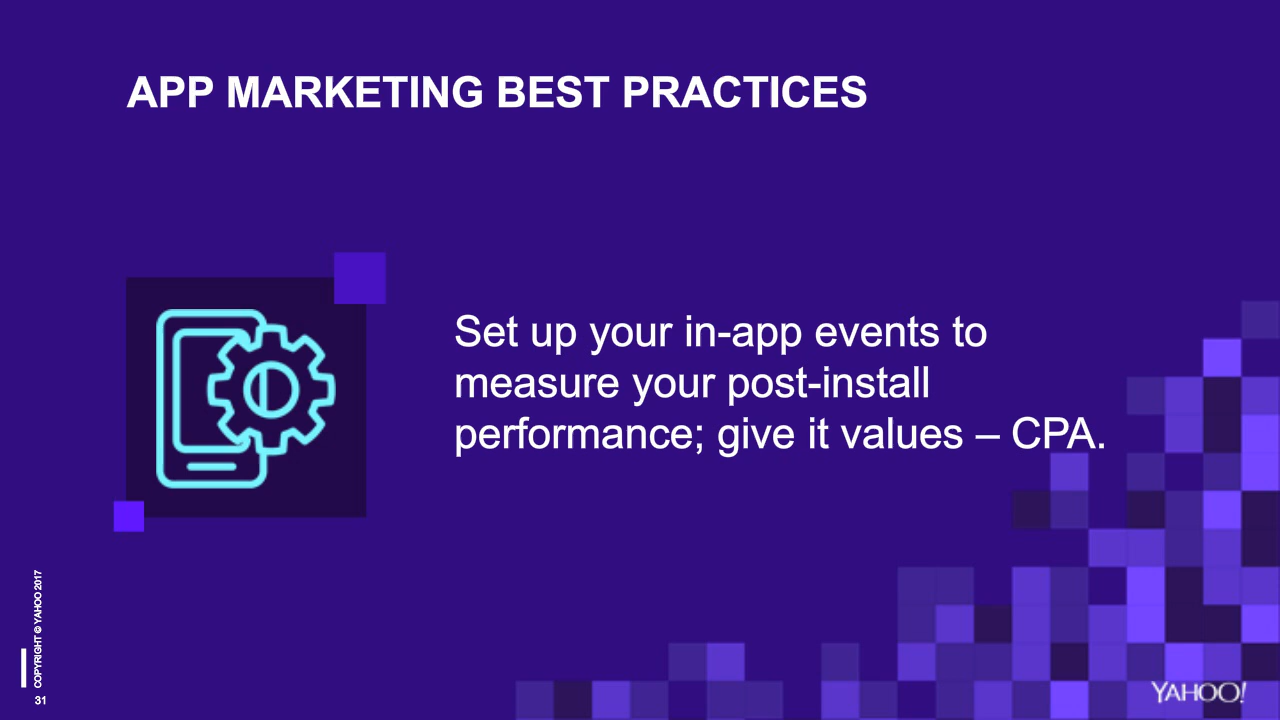 APP MARKETING BEST PRACTICES
Set up your in-app events to
measure your post-install
performance; give it values – CPA.
COPYRIGHT © YAHOO 2017
31
YAHOO!